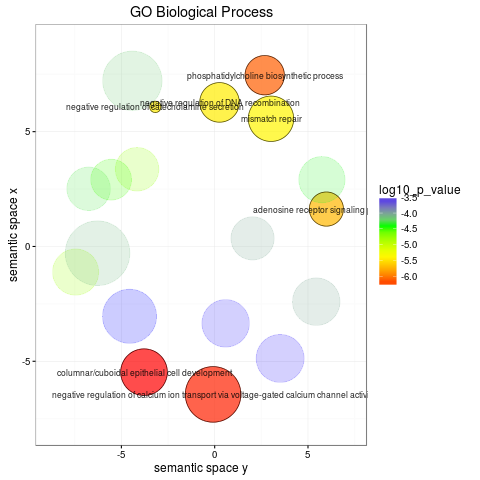 GO Biological Process
phosphatidylcholine biosynthetic process
negative regulation of DNA recombination
negative regulation of catecholamine secretion
mismatch repair
adenosine receptor signaling
columnar/cuboidal epithelial cell development
negative regulation of calcium ion transport via voltage-gated calcium channel activi
5
0
-5
-5
0
5
semantic space x
semantic space y
log10_p_value
-3.5
-4.0
-4.5
-5.0
-5.5
-6.0